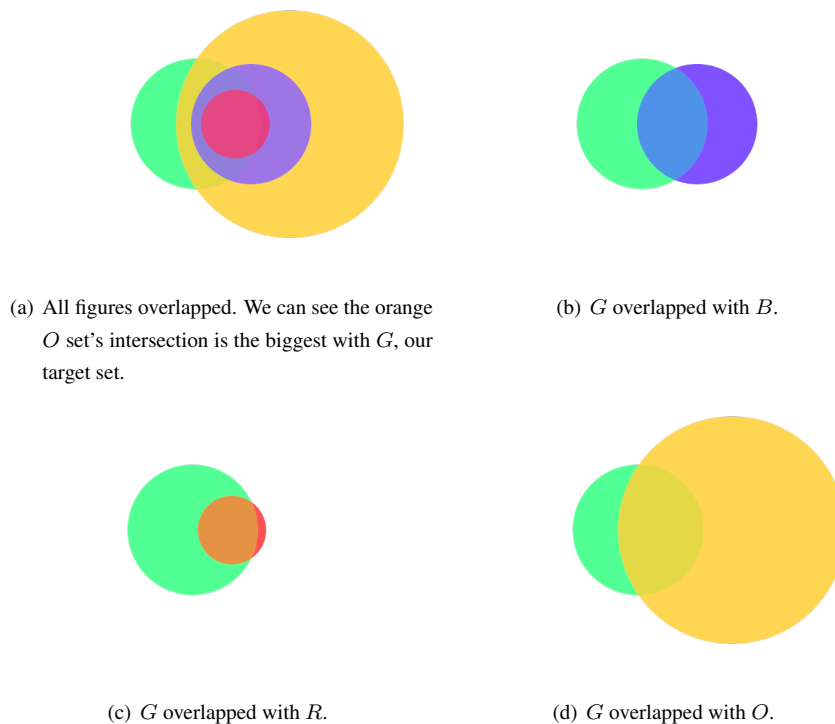 (a) All figures overlapped. We can see the orange
O set's intersection is the biggest with G, our
target set.
(b) G overlapped with B.
(c) G overlapped with R.
(d) G overlapped with O.